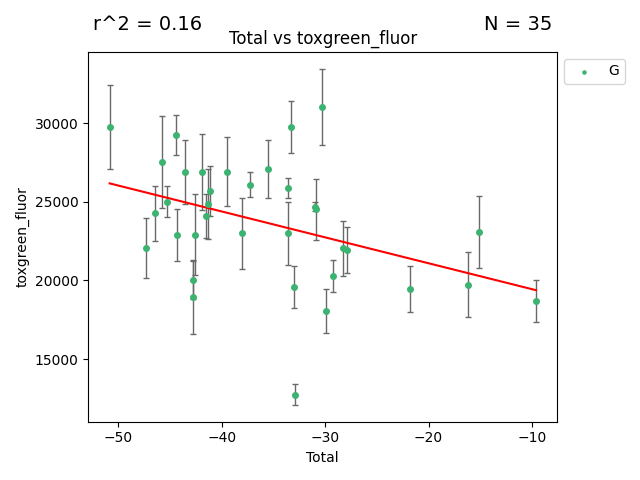 r^2 = 0.16
N = 35
Total vs toxgreen_fluor
G
30000
25000
20000
15000
toxgreen_fluor
−50
−40
−30
−20
−10
Total